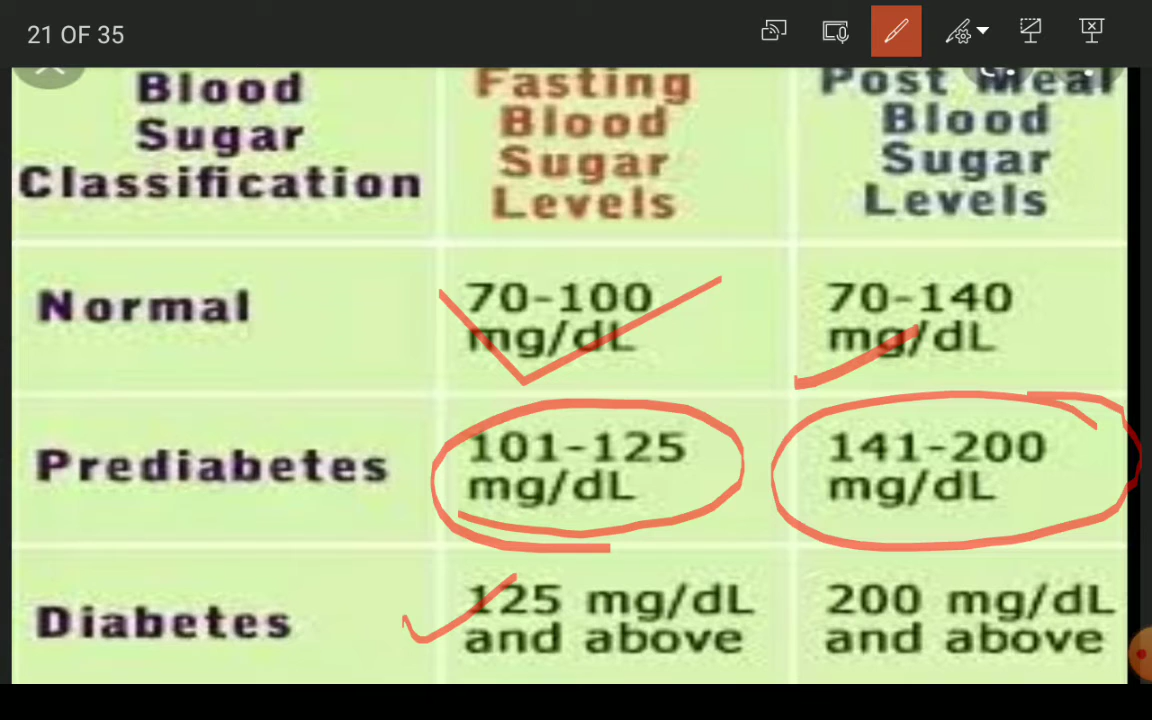 21 OF 35
Blood
Sugar
Classification
Fasting
Blood
Sugar
Levels
Post Meal
Blood
Sugar
Levels
Normal
70-100
mg/dL
70-140
mg/dL
Prediabetes
101-125
mg/dL
141-200
mg/dL
Diabetes
125 mg/dL
and above
200 mg/dL
and above